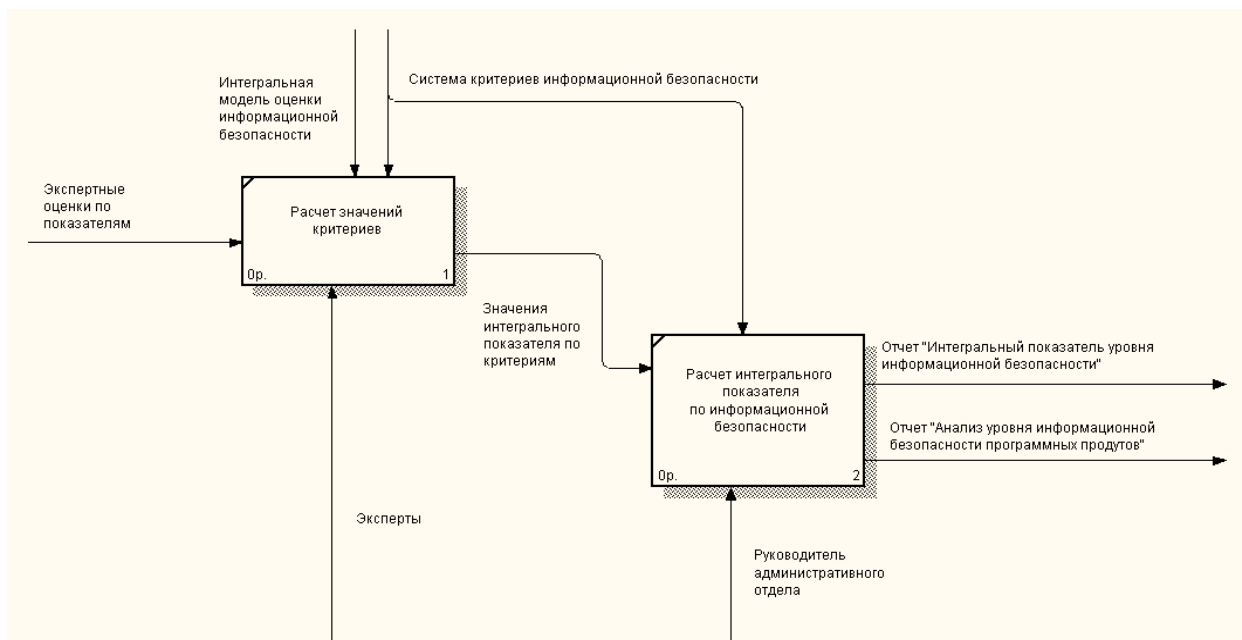 Интегральная
модель оценки
информационной
безопасности
Система критериев информационной безопасности
Экспертные
оценки по
показателям
Расчет значений
критериев
0р.
1
Значения
интегрального
показателя по
критериям
Расчет интегрального
показателя
по информационной
безопасности
0р.
2
Отчет "Интегральный показатель уровня
информационной безопасности"
Отчет "Анализ уровня информационной
безопасности программных продутов"
Эксперты
Руководитель
административного
отдела